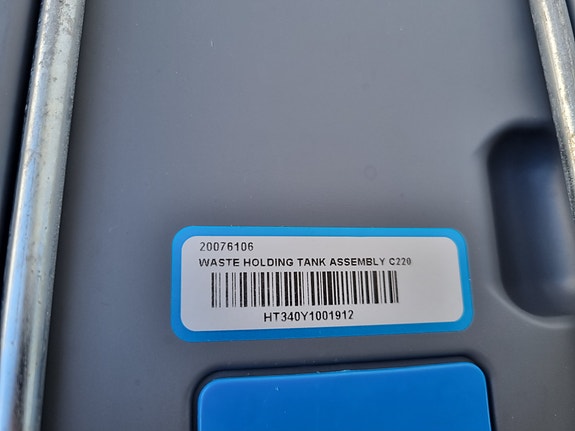 20076106
WASTE HOLDING TANK ASSEMBLY C220
HT340Y1001912